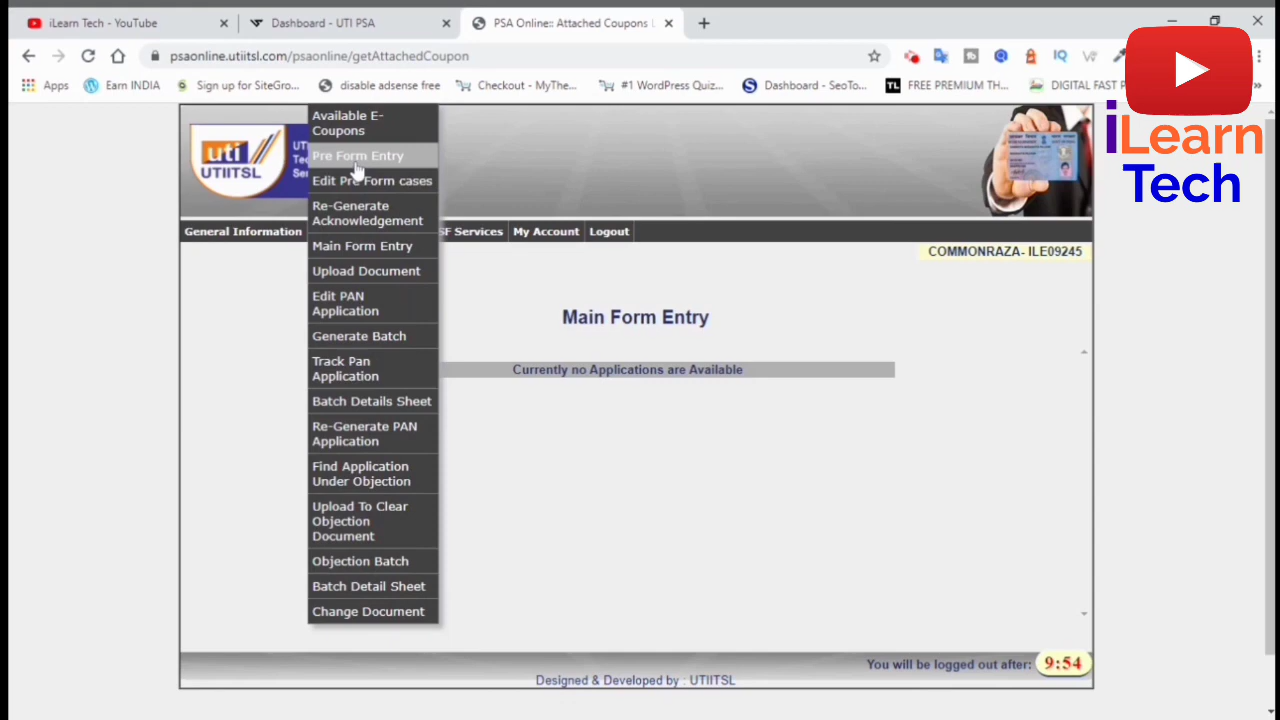 iLearn Tech - YouTube
Dashboard - UTI PSA
PSA Online:: Attached Coupons
psaonline.utiitsl.com/psaonline/getAttachedCoupon
Apps
Earn INDIA
Sign up for SiteGro...
disable adsense free
Checkout - MyThe...
#1 WordPress Quiz...
Dashboard - SeoTo...
FREE PREMIUM TH...
DIGITAL FAST P
iLearn
Tech
uti
UTIITSL
Available E-
Coupons
Pre Form Entry
Edit Pre Form cases
Re-Generate
Acknowledgement
Main Form Entry
Upload Document
Edit PAN
Application
Generate Batch
Track Pan
Application
Batch Details Sheet
Re-Generate PAN
Application
Find Application
Under Objection
Upload To Clear
Objection
Document
Objection Batch
Batch Detail Sheet
Change Document
General Information
SF Services
My Account
Logout
COMMONRAZA- ILE09245
Main Form Entry
Currently no Applications are Available
You will be logged out after: 9:54
Designed & Developed by : UTIITSL